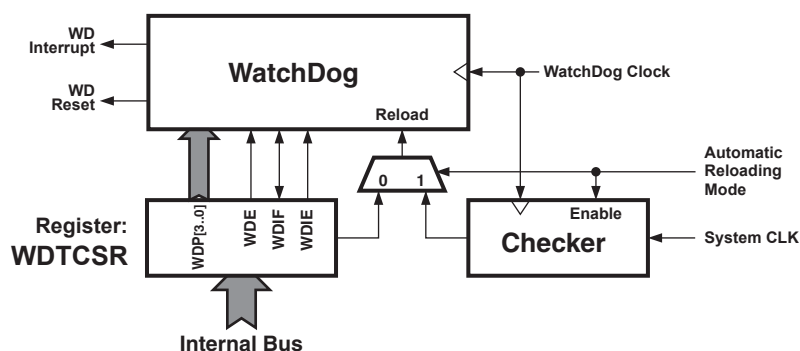 WD
Interrupt
WatchDog
WatchDog Clock
WD
Reset
Reload
Automatic
Reloading
Mode
0 1
Register:
WDTCSR
WDP[3..0]
WDE
WDIF
WDIE
Enable
Checker
System CLK
Internal Bus